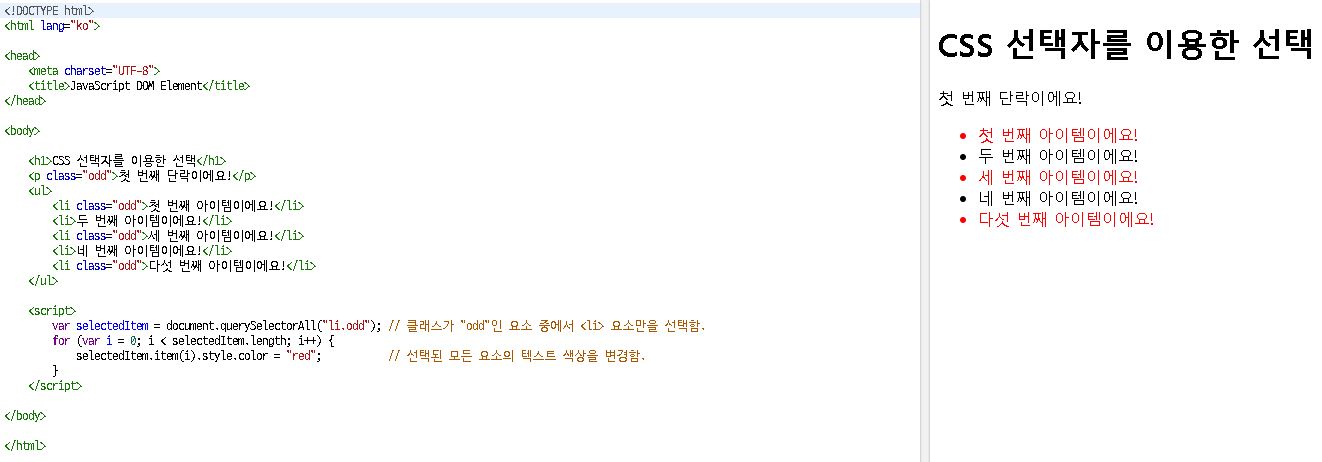 <!DOCTYPE html>
<html lang="ko">
<head>
<meta charset="UTF-8">
<title>JavaScript DOM Element</title>
</head>
<body>
<h1>CSS 선택자를 이용한 선택</h1>
<p class="odd">첫 번째 단락이에요!</p>
<ul>
<li class="odd">첫 번째 아이템이에요!</li>
<li>두 번째 아이템이에요!</li>
<li class="odd">세 번째 아이템이에요!</li>
<li>네 번째 아이템이에요!</li>
<li class="odd">다섯 번째 아이템이에요!</li>
</ul>
<script>
var selectedItem = document.querySelectorAll("li.odd"); // 클래스가 "odd"인 요소 중에서 <li> 요소만을 선택함.
for (var i = 0; i < selectedItem.length; i++) {
selectedItem.item(i).style.color = "red"; // 선택된 모든 요소의 텍스트 색상을 변경함.
}
</script>
</body>
</html>
CSS 선택자를 이용한 선택
첫 번째 단락이에요!
첫 번째 아이템이에요!
두 번째 아이템이에요!
세 번째 아이템이에요!
네 번째 아이템이에요!
다섯 번째 아이템이에요!